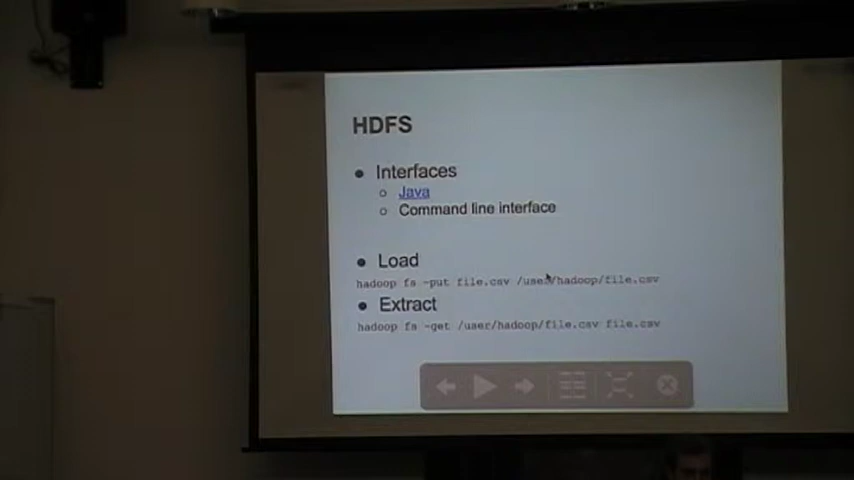 HDFS
● Interfaces
○ Java
○ Command line interface
● Load
hadoop fs -put file.csv /user/hadoop/file.csv
● Extract
hadoop fs -get /user/hadoop/file.csv file.csv